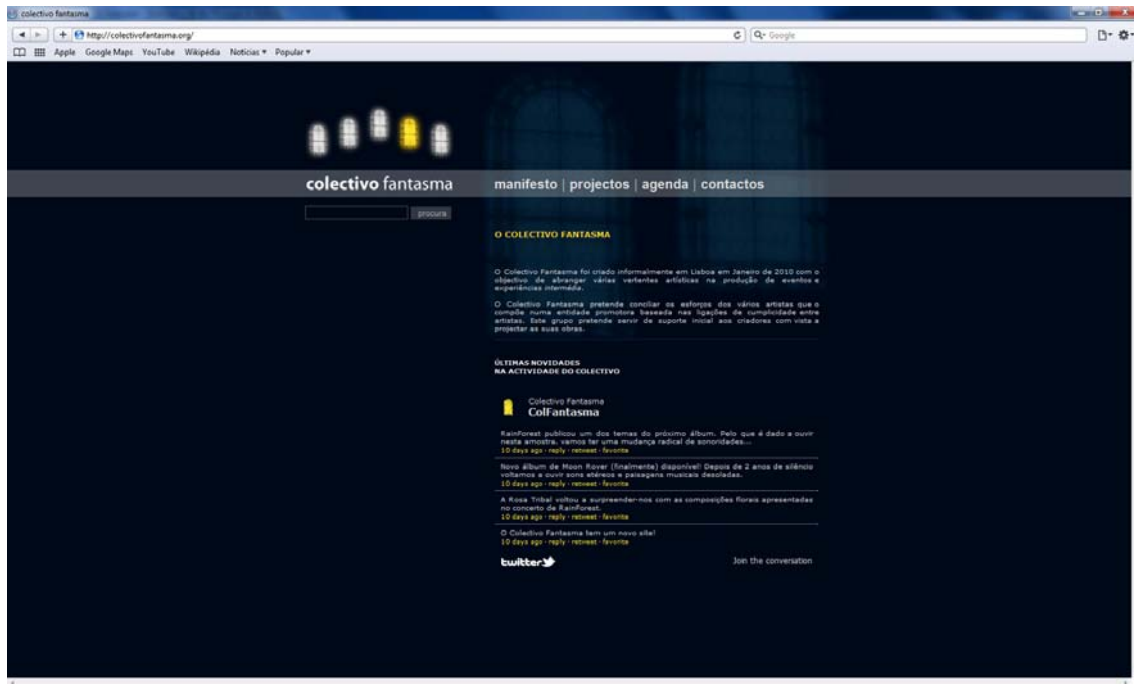 colectivo fantasma
http://colectivofantasma.org/
Google
Apple Google Maps YouTube Wikipédia Notícias Popular
colectivo fantasma
manifesto | projectos | agenda | contactos
procura
O COLECTIVO FANTASMA
O Colectivo Fantasma foi criado informalmente em Lisboa em Janeiro de 2010 com o
objectivo de abranger várias vertentes artísticas na produção de eventos e
experiências intermédia.
O Colectivo Fantasma pretende conciliar os esforços dos vários artistas que o
compõe numa entidade promotora baseada nas ligações de cumplicidade entre
artistas. Este grupo pretende servir de suporte inicial aos criadores com vista a
projectar as suas obras.
ÚLTIMAS NOVIDADES
NA ACTIVIDADE DO COLECTIVO
Colectivo Fantasma
ColFantasma
RainForest publicou um dos temas do próximo álbum. Pelo que é dado a ouvir
nesta amostra, vamos ter uma mudança radical de sonoridades...
10 days ago · reply · retweet · favorite
Novo álbum de Moon Rover (finalmente) disponível! Depois de 2 anos de silêncio
voltamos a ouvir sons etéreos e paisagens musicais desoladas.
10 days ago · reply · retweet · favorite
A Rosa Tribal voltou a surpreender-nos com as composições florais apresentadas
no concerto de RainForest.
10 days ago · reply · retweet · favorite
O Colectivo Fantasma tem um novo site!
10 days ago · reply · retweet · favorite
twitter
Join the conversation